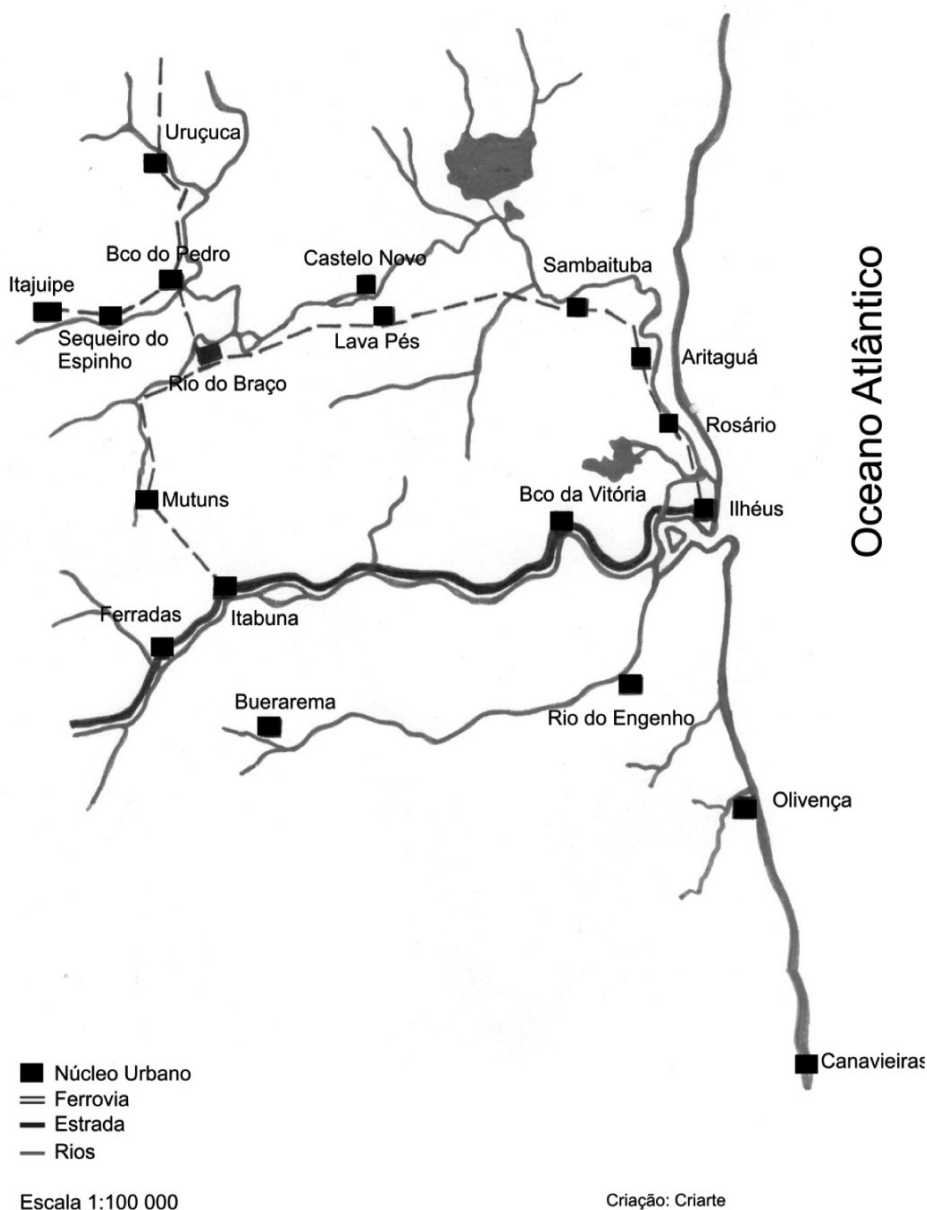 Uruçuca
Bco do Pedro
Castelo Novo
Sambaituba
Itajuipe
Sequeiro do
Espinho
Lava Pés
Rio do Braço
Aritaguá
Rosário
Oceano Atlântico
Mutuns
Bco da Vitória
Ilhéus
Ferradas
Itabuna
Buerarema
Rio do Engenho
Olivença
Canavieiras
Núcleo Urbano
Ferrovia
Estrada
Rios
Escala 1:100 000
Criação: Criarte